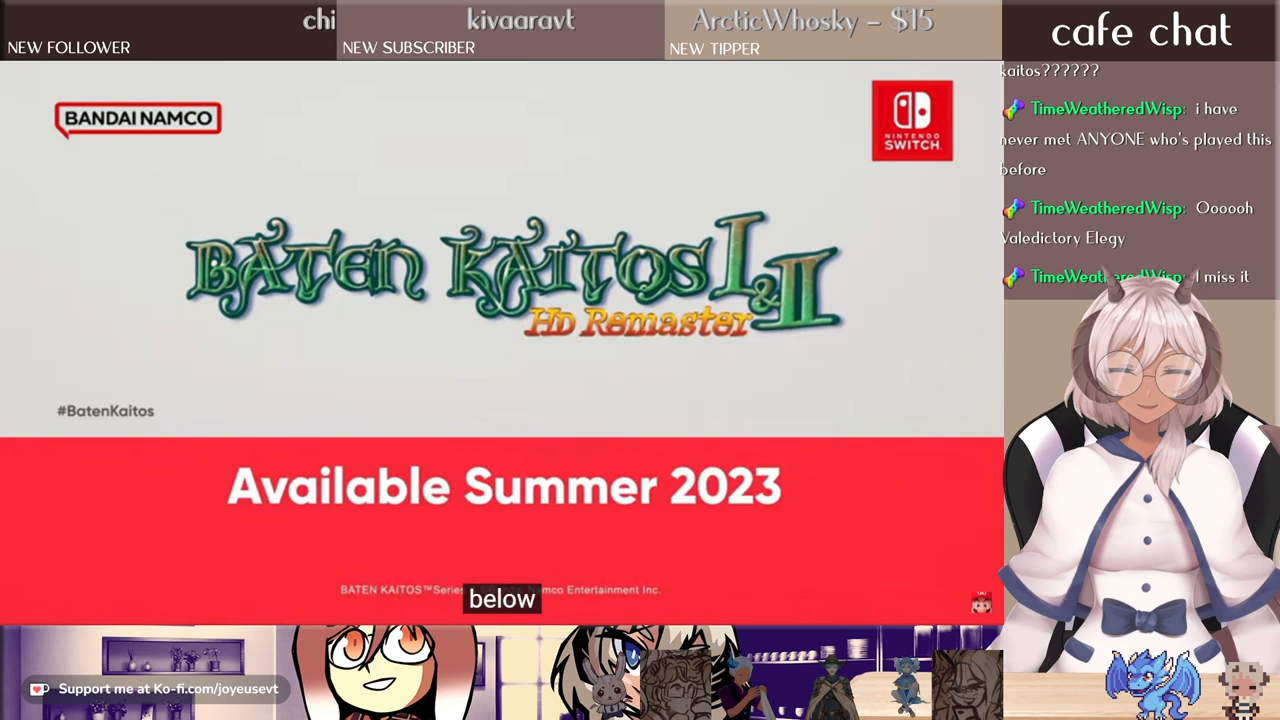 chi
NEW FOLLOWER
kivaaravt
NEW SUBSCRIBER
ArcticWhosky - $15
NEW TIPPER
cafe chat
kaitos??????
TimeWeatheredWisp: i have
never met ANYONE who's played this
before
TimeWeatheredWisp: Oooooh
Valedictory Elegy
TimeWeatheredWisp: I miss it
BANDAI NAMCO
NINTENDO
SWITCH
BATEN KAITOS I & II
HD Remaster
#BatenKaitos
Available Summer 2023
BATEN KAITOS™Series
mco Entertainment Inc.
below
Support me at Ko-fi.com/joyeusevt